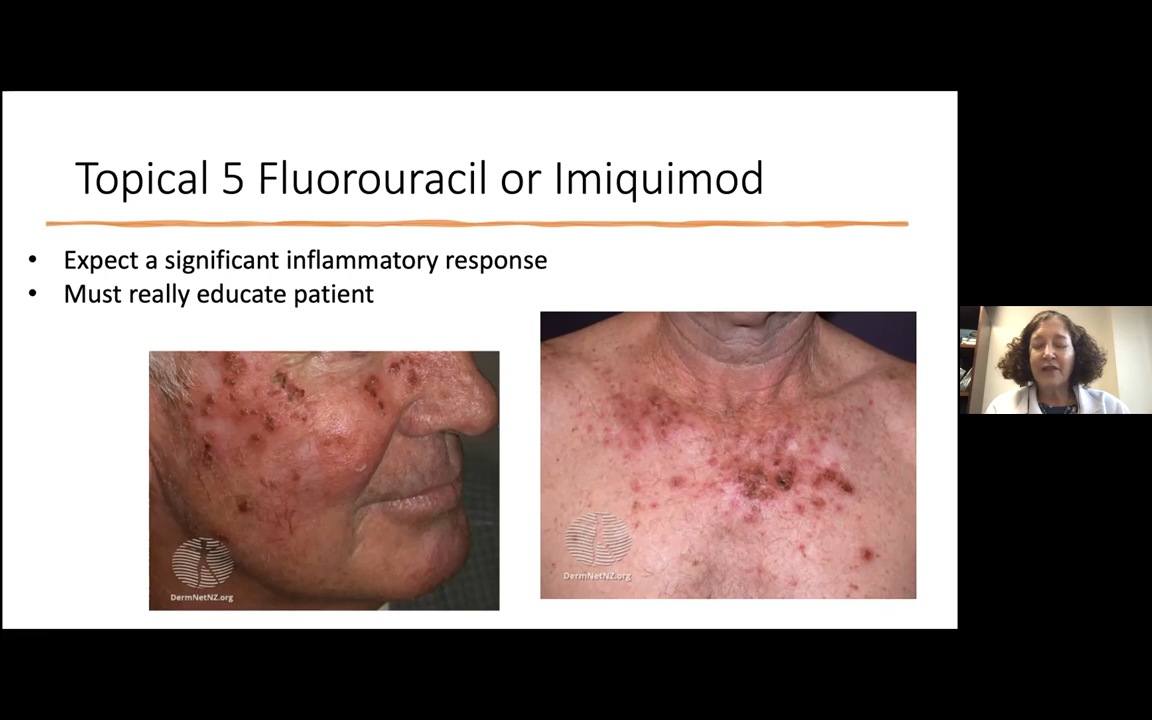 Topical 5 Fluorouracil or Imiquimod
• Expect a significant inflammatory response
• Must really educate patient
DermNetNZ.org
DermNetNZ.org